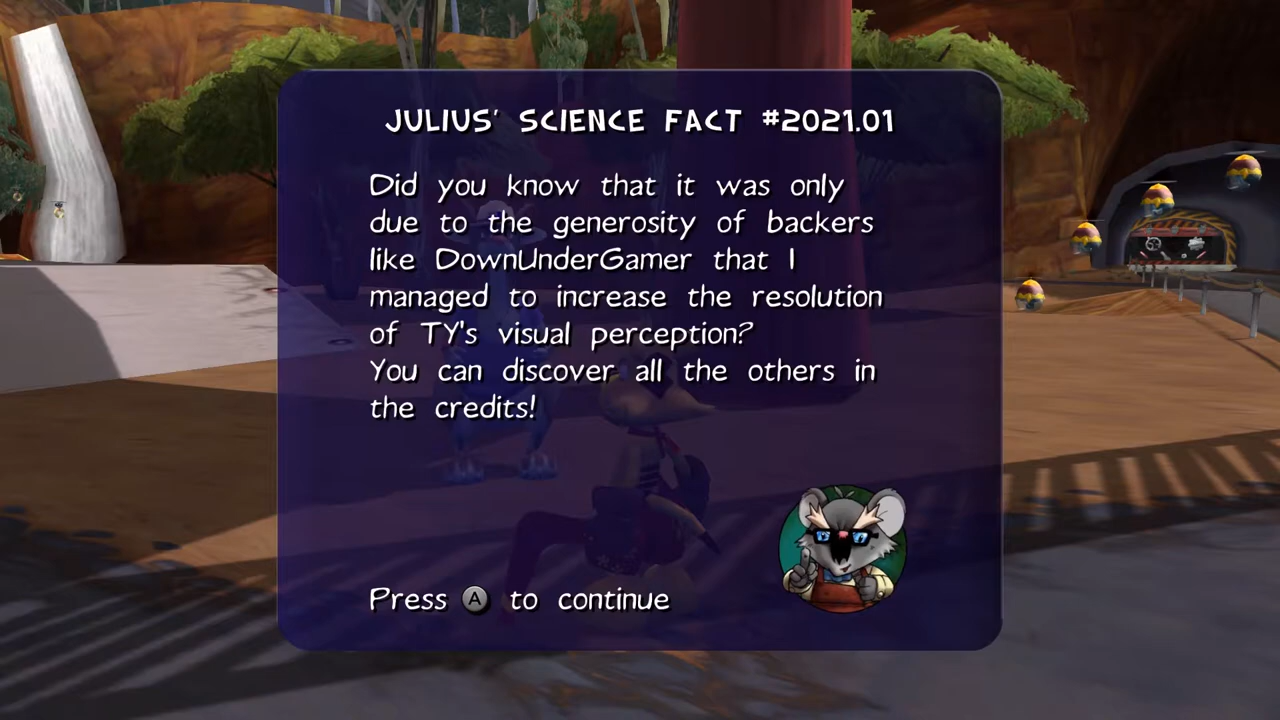 JULIUS' SCIENCE FACT #2021.01
Did you know that it was only
due to the generosity of backers
like DownUnderGamer that I
managed to increase the resolution
of TY's visual perception?
You can discover all the others in
the credits!
Press A to continue